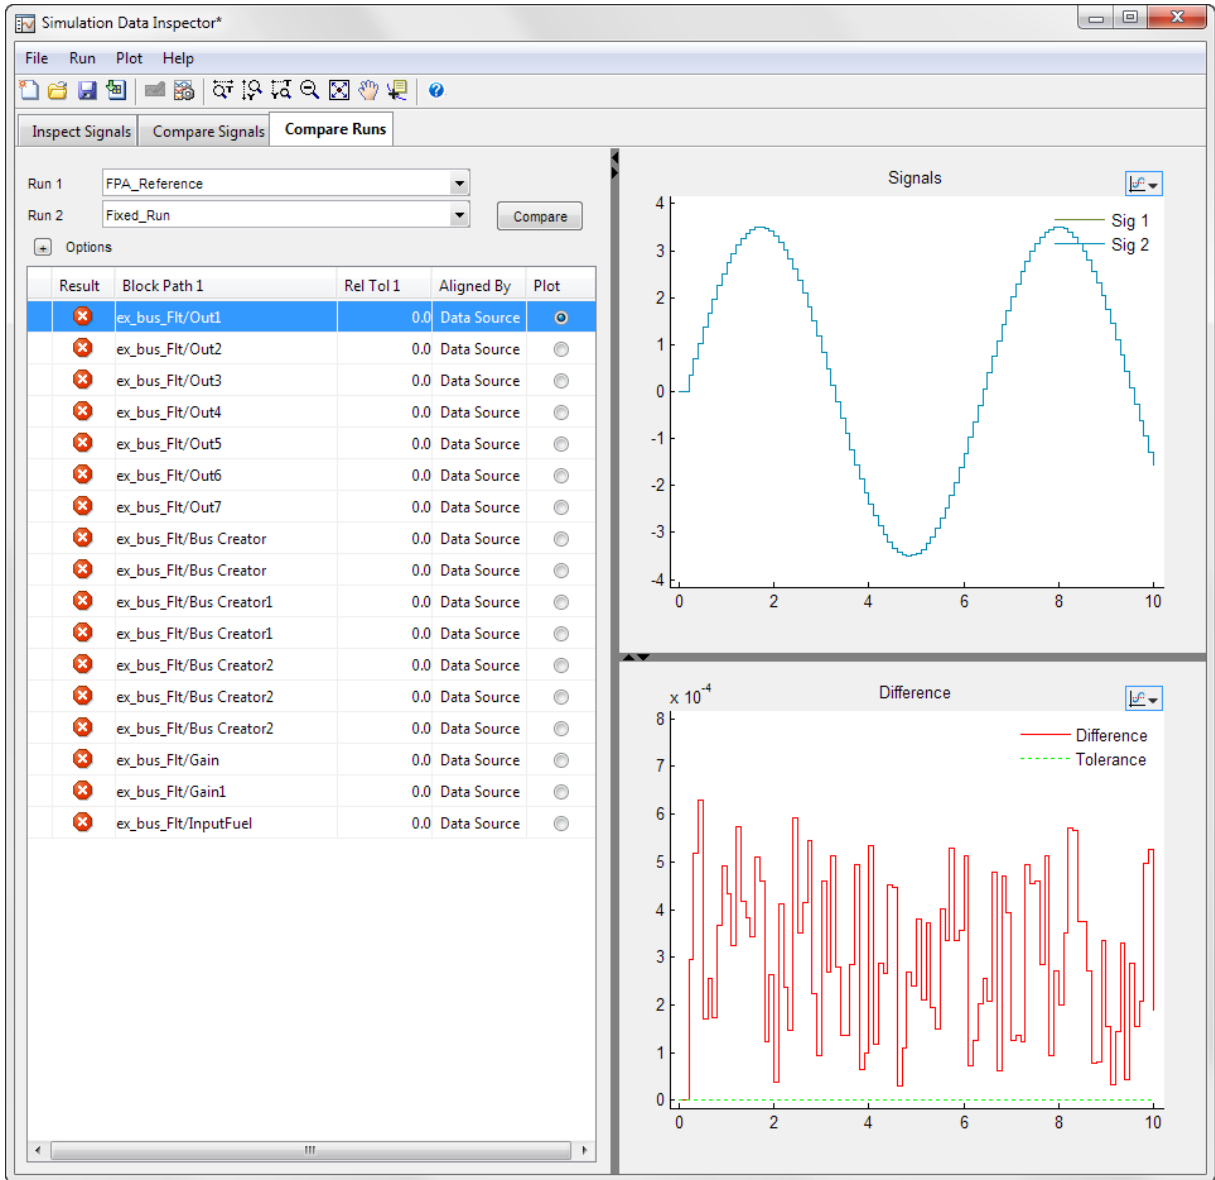 Simulation Data Inspector*
File Run Plot Help
Inspect Signals Compare Signals Compare Runs
Run 1 FPA_Reference
Run 2 Fixed_Run Compare
+ Options
Result Block Path 1 Rel Tol 1 Aligned By Plot
ex_bus_Flt/Out1 0.0 Data Source
ex_bus_Flt/Out2 0.0 Data Source
ex_bus_Flt/Out3 0.0 Data Source
ex_bus_Flt/Out4 0.0 Data Source
ex_bus_Flt/Out5 0.0 Data Source
ex_bus_Flt/Out6 0.0 Data Source
ex_bus_Flt/Out7 0.0 Data Source
ex_bus_Flt/Bus Creator 0.0 Data Source
ex_bus_Flt/Bus Creator 0.0 Data Source
ex_bus_Flt/Bus Creator1 0.0 Data Source
ex_bus_Flt/Bus Creator1 0.0 Data Source
ex_bus_Flt/Bus Creator2 0.0 Data Source
ex_bus_Flt/Bus Creator2 0.0 Data Source
ex_bus_Flt/Bus Creator2 0.0 Data Source
ex_bus_Flt/Gain 0.0 Data Source
ex_bus_Flt/Gain1 0.0 Data Source
ex_bus_Flt/InputFuel 0.0 Data Source
Signals
Sig 1
Sig 2
4
3
2
1
0
-1
-2
-3
-4
0 2 4 6 8 10
x 10⁻⁴ Difference
Difference
Tolerance
8
7
6
5
4
3
2
1
0
0 2 4 6 8 10